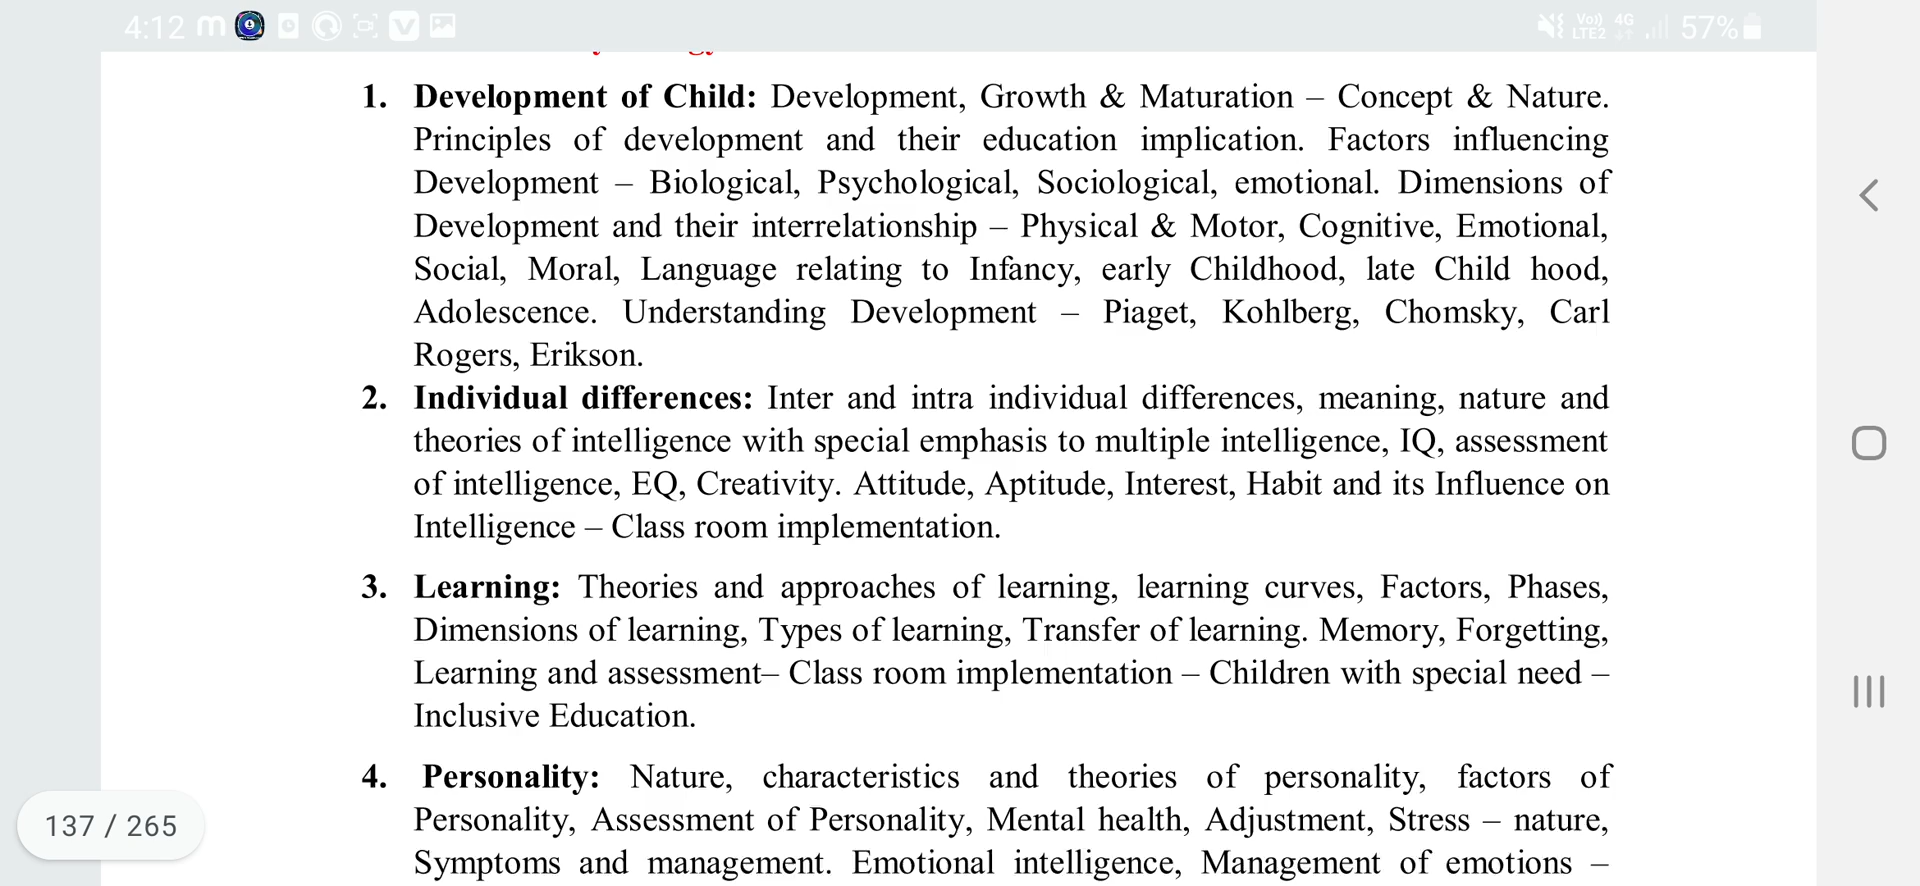 4:12
Vo)) 4G
LTE2
57%
1. Development of Child: Development, Growth & Maturation – Concept & Nature.
Principles of development and their education implication. Factors influencing
Development – Biological, Psychological, Sociological, emotional. Dimensions of
Development and their interrelationship – Physical & Motor, Cognitive, Emotional,
Social, Moral, Language relating to Infancy, early Childhood, late Child hood,
Adolescence. Understanding Development – Piaget, Kohlberg, Chomsky, Carl
Rogers, Erikson.
2. Individual differences: Inter and intra individual differences, meaning, nature and
theories of intelligence with special emphasis to multiple intelligence, IQ, assessment
of intelligence, EQ, Creativity. Attitude, Aptitude, Interest, Habit and its Influence on
Intelligence – Class room implementation.
3. Learning: Theories and approaches of learning, learning curves, Factors, Phases,
Dimensions of learning, Types of learning, Transfer of learning. Memory, Forgetting,
Learning and assessment– Class room implementation – Children with special need –
Inclusive Education.
4. Personality: Nature, characteristics and theories of personality, factors of
Personality, Assessment of Personality, Mental health, Adjustment, Stress – nature,
Symptoms and management. Emotional intelligence, Management of emotions –
137 / 265